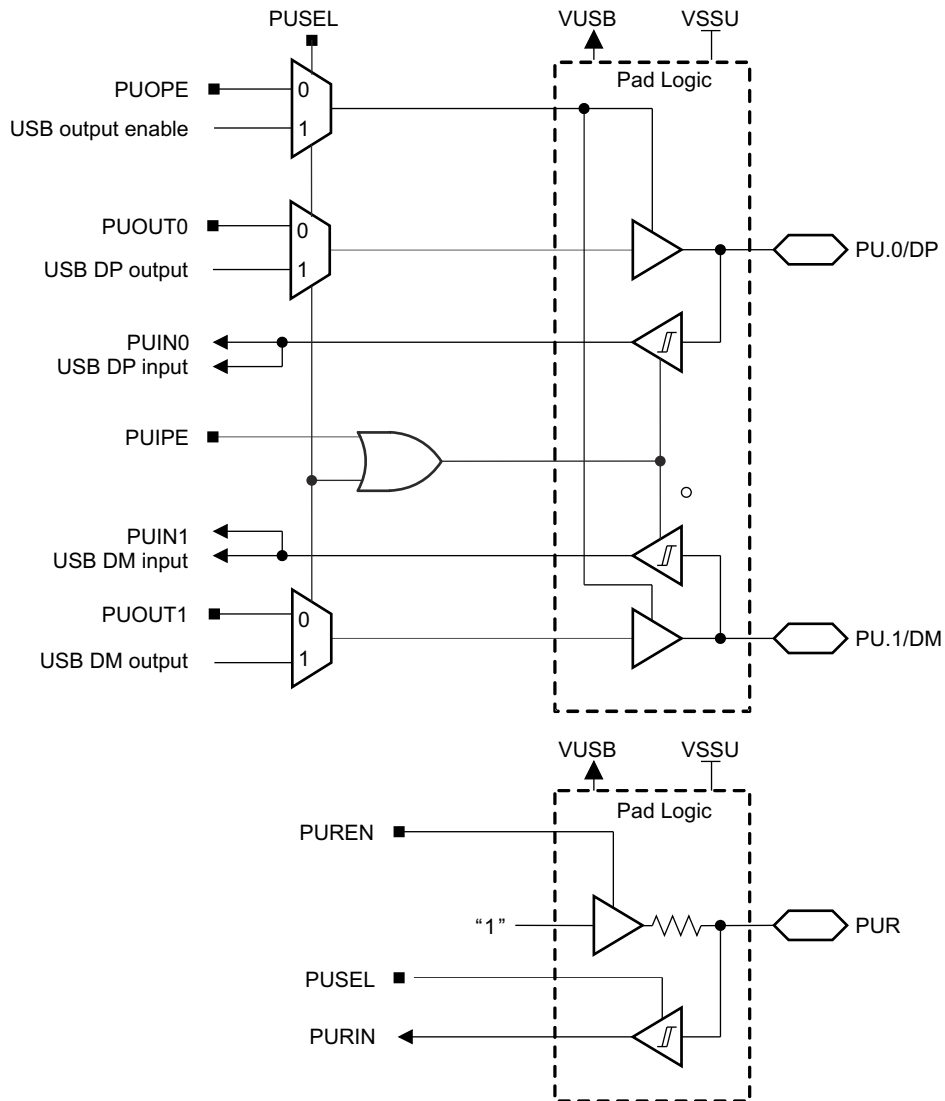 PUSEL
VUSB
VSSU
Pad Logic
PUOPE
0
USB output enable
1
PUOUT0
0
USB DP output
1
PU.0/DP
PUIN0
USB DP input
PUIPE
PUIN1
USB DM input
PUOUT1
0
USB DM output
1
PU.1/DM
VUSB
VSSU
Pad Logic
PUREN
“1”
PUR
PUSEL
PURIN